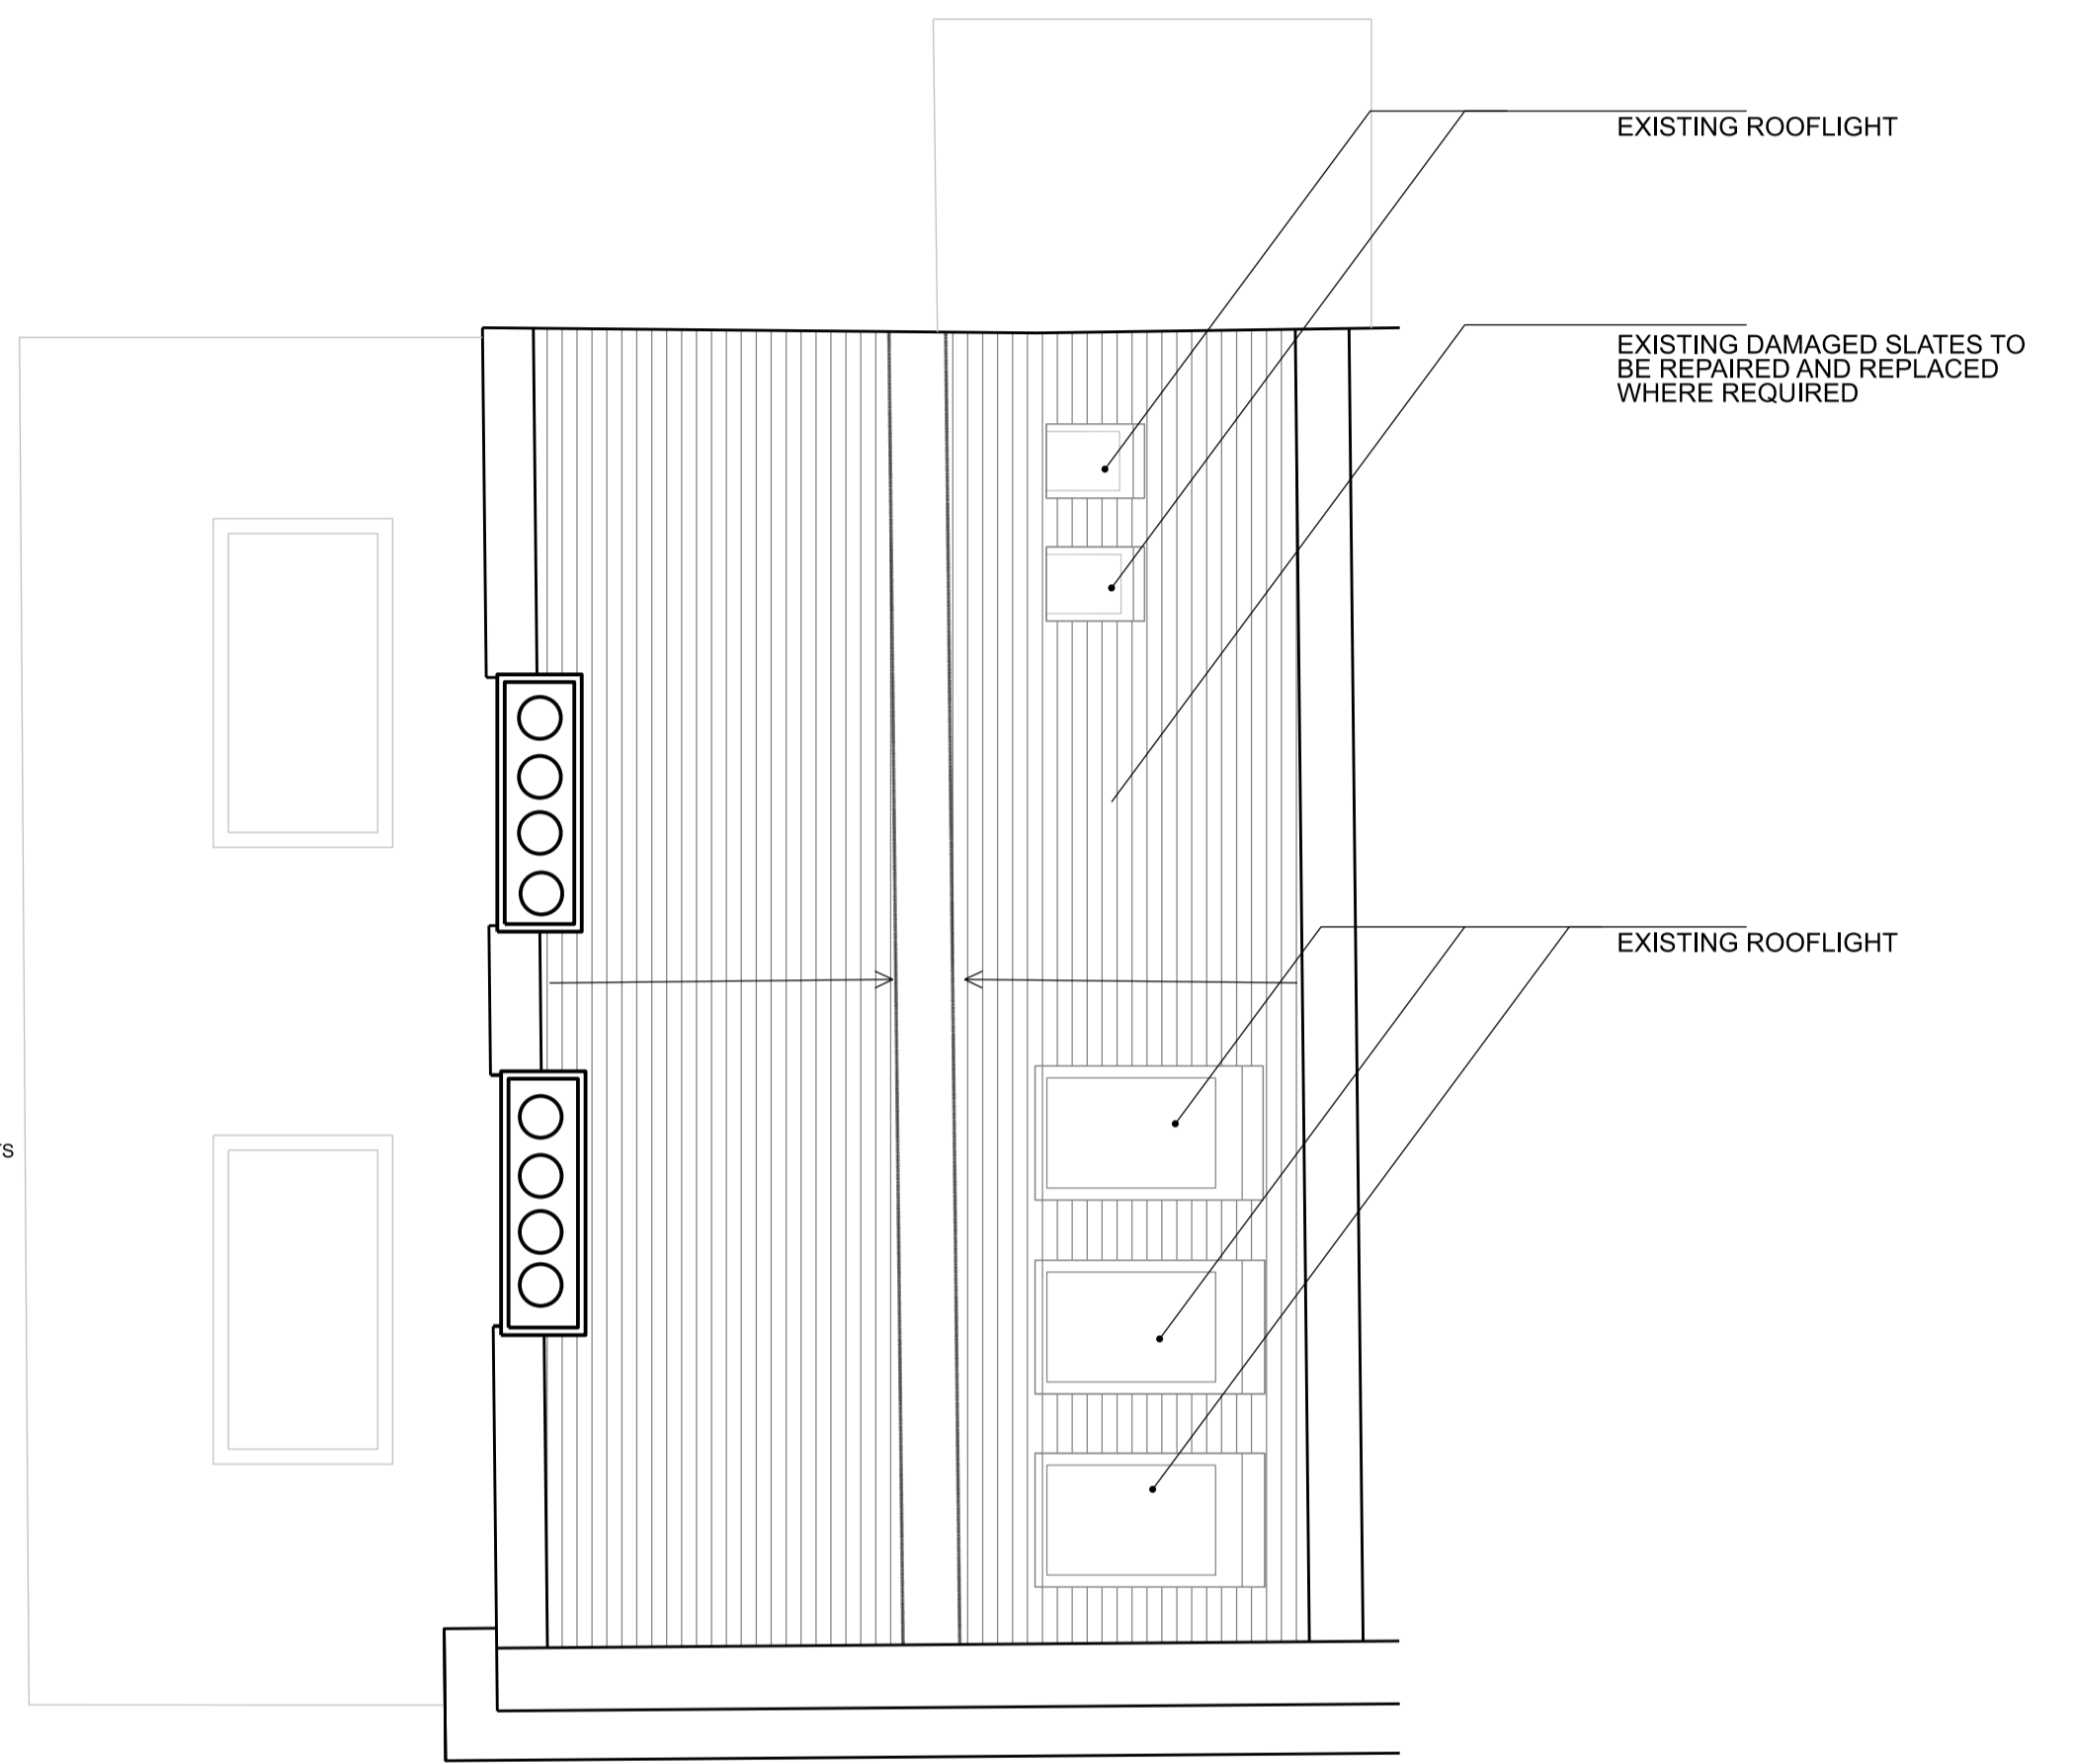 EXISTING ROOFLIGHT
EXISTING DAMAGED SLATES TO
BE REPAIRED AND REPLACED
WHERE REQUIRED
EXISTING ROOFLIGHT